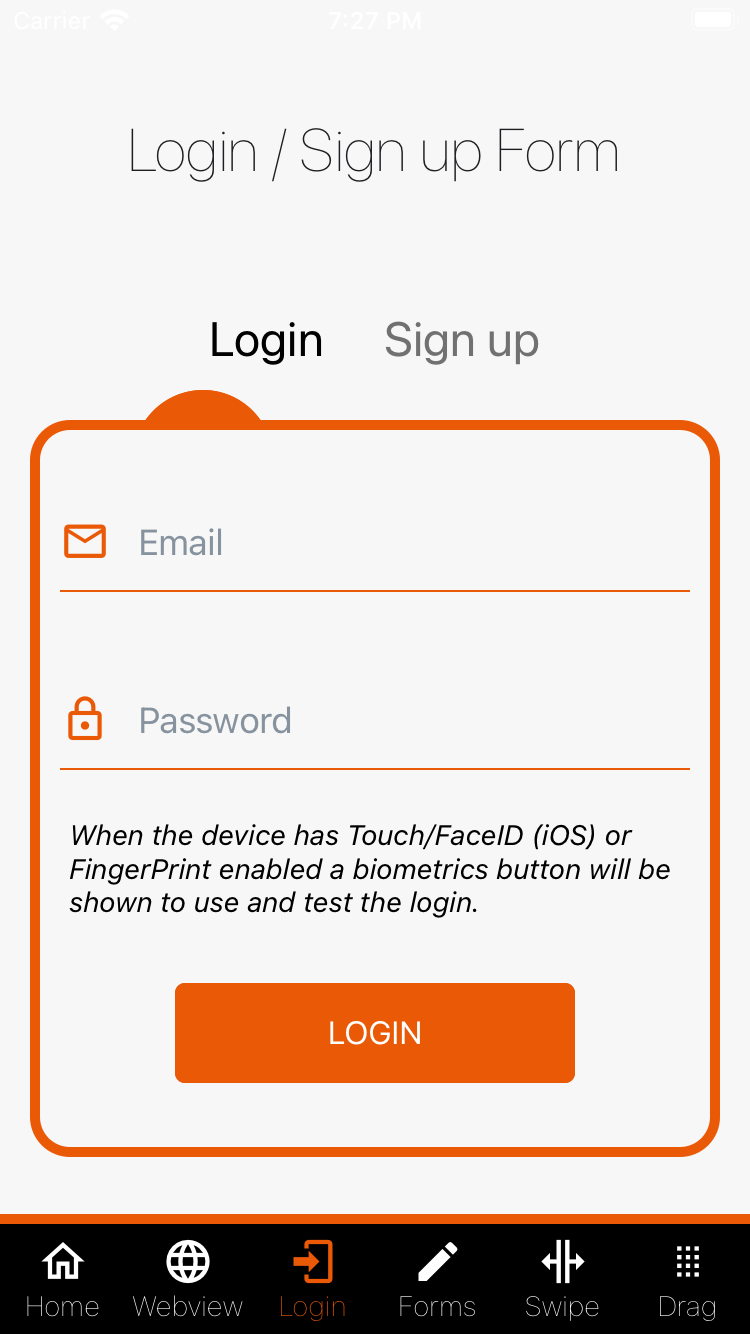 Carrier 7:27 PM
Login / Sign up Form
Login Sign up
Email
Password
When the device has Touch/FaceID (iOS) or
FingerPrint enabled a biometrics button will be
shown to use and test the login.
LOGIN
Home Webview Login Forms Swipe Drag